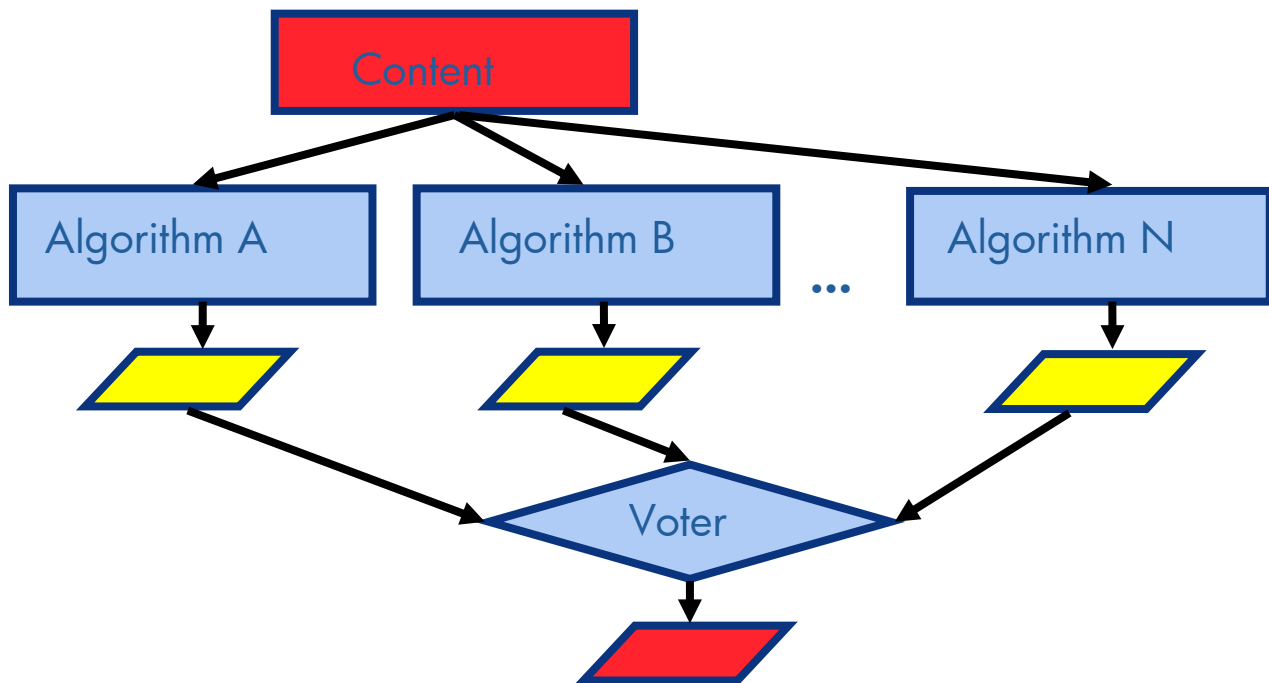 Content
Algorithm A
Algorithm B
...
Algorithm N
Voter